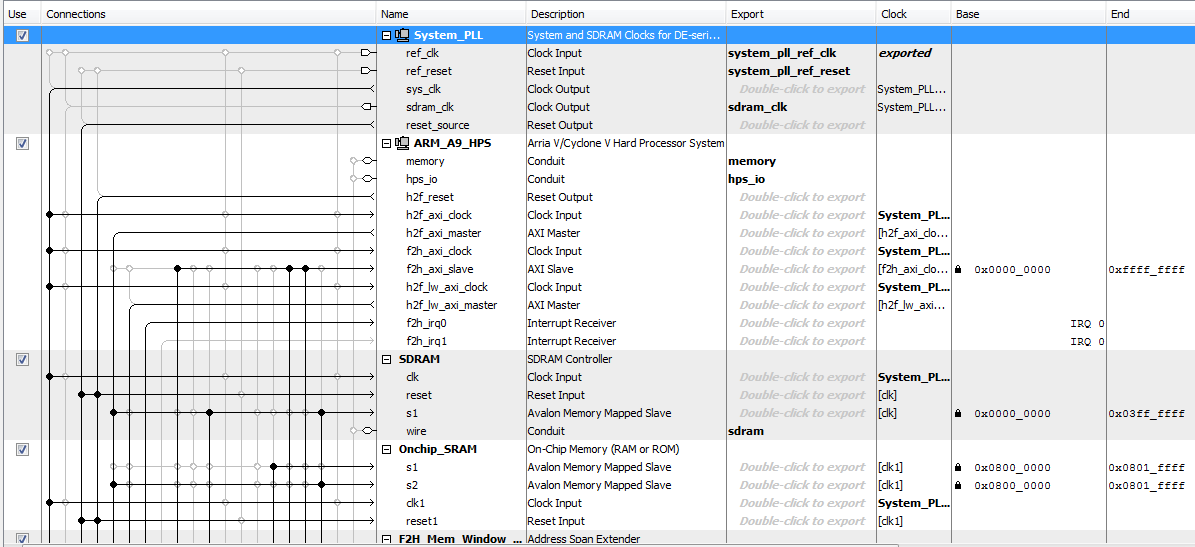 Use Connections Name Description Export Clock Base End
System_PLL System and SDRAM Clocks for DE-seri...
ref_clk Clock Input system_pll_ref_clk exported
ref_reset Reset Input system_pll_ref_reset
sys_clk Clock Output Double-click to export System_PLL...
sdram_clk Clock Output sdram_clk System_PLL...
reset_source Reset Output Double-click to export
ARM_A9_HPS Arria V/Cyclone V Hard Processor System
memory Conduit memory
hps_io Conduit hps_io
h2f_reset Reset Output Double-click to export
h2f_axi_clock Clock Input Double-click to export System_PL...
h2f_axi_master AXI Master Double-click to export [h2f_axi_clo...
f2h_axi_clock Clock Input Double-click to export System_PL...
f2h_axi_slave AXI Slave Double-click to export [f2h_axi_clo... 0x0000_0000 0xffff_ffff
h2f_lw_axi_clock Clock Input Double-click to export System_PL...
h2f_lw_axi_master AXI Master Double-click to export [h2f_lw_axi...
f2h_irq0 Interrupt Receiver Double-click to export IRQ 0
f2h_irq1 Interrupt Receiver Double-click to export IRQ 0
SDRAM SDRAM Controller
clk Clock Input Double-click to export System_PL...
reset Reset Input Double-click to export [clk]
s1 Avalon Memory Mapped Slave Double-click to export [clk] 0x0000_0000 0x03ff_ffff
wire Conduit sdram
Onchip_SRAM On-Chip Memory (RAM or ROM)
s1 Avalon Memory Mapped Slave Double-click to export [clk1] 0x0800_0000 0x0801_ffff
s2 Avalon Memory Mapped Slave Double-click to export [clk1] 0x0800_0000 0x0801_ffff
clk1 Clock Input Double-click to export System_PL...
reset1 Reset Input Double-click to export [clk1]
F2H_Mem_Window_... Address Span Extender